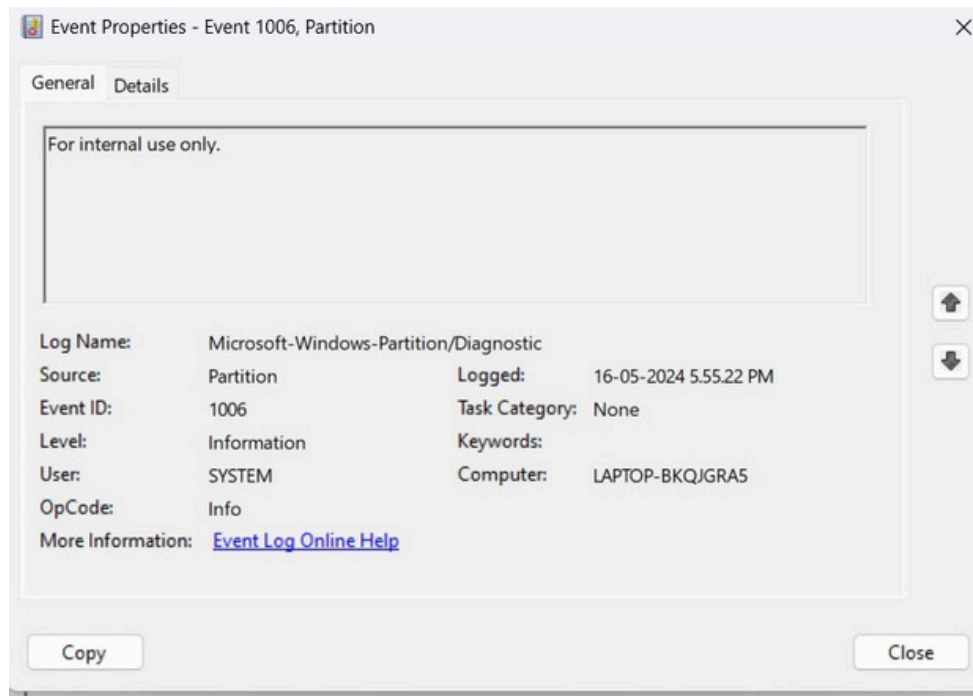 Event Properties - Event 1006, Partition
General Details
For internal use only.
Log Name: Microsoft-Windows-Partition/Diagnostic
Source: Partition Logged: 16-05-2024 5.55.22 PM
Event ID: 1006 Task Category: None
Level: Information Keywords:
User: SYSTEM Computer: LAPTOP-BKQJGRA5
OpCode: Info
More Information: Event Log Online Help
Copy Close